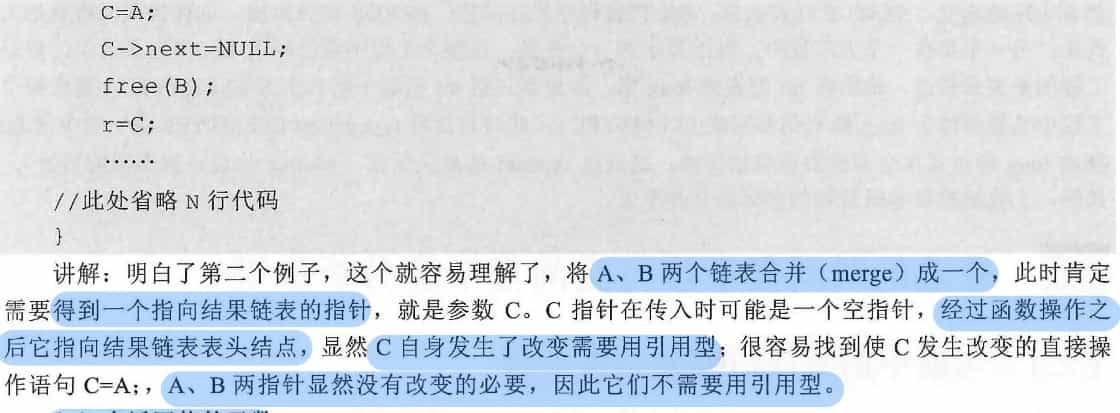 C=A;
C->next=NULL;
free(B);
r=C;
......
//此处省略 N 行代码
}
讲解：明白了第二个例子，这个就容易理解了，将 A、B 两个链表合并（merge）成一个，此时肯定
需要得到一个指向结果链表的指针，就是参数 C。C 指针在传入时可能是一个空指针，经过函数操作之
后它指向结果链表表头结点，显然 C 自身发生了改变需要用引用型；很容易找到使 C 发生改变的直接操
作语句 C=A;，A、B 两指针显然没有改变的必要，因此它们不需要用引用型。